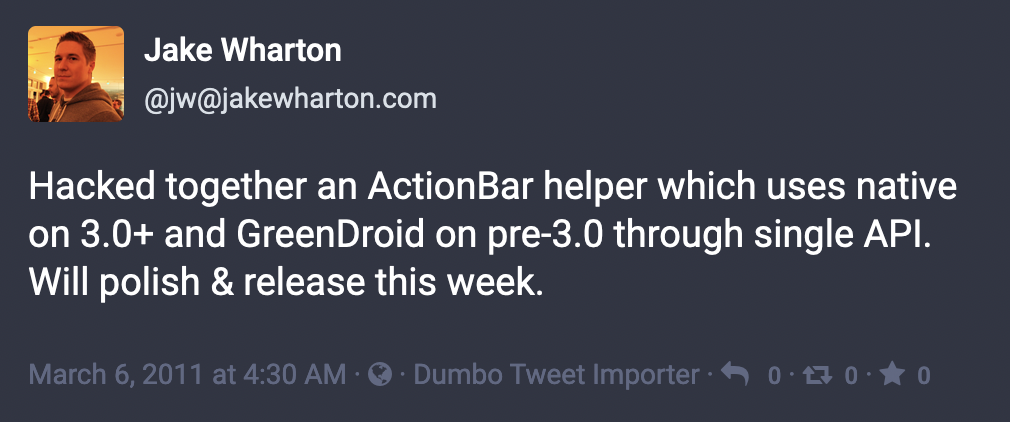 Jake Wharton
@jw@jakewharton.com
Hacked together an ActionBar helper which uses native
on 3.0+ and GreenDroid on pre-3.0 through single API.
Will polish & release this week.
March 6, 2011 at 4:30 AM · · Dumbo Tweet Importer · 0 · 0 · 0